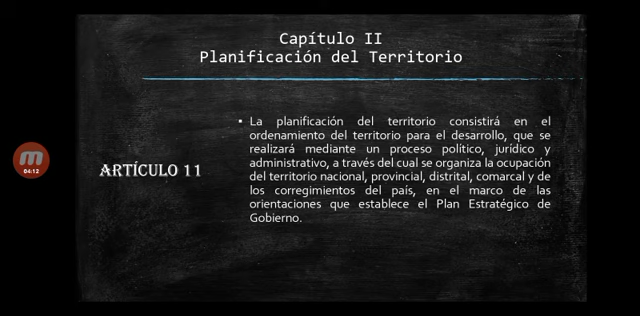 Capítulo II
Planificación del Territorio
• La planificación del territorio consistirá en el
ordenamiento del territorio para el desarrollo, que se
realizará mediante un proceso político, jurídico y
administrativo, a través del cual se organiza la ocupación
del territorio nacional, provincial, distrital, comarcal y de
los corregimientos del país, en el marco de las
orientaciones que establece el Plan Estratégico de
Gobierno.
ARTÍCULO 11
m
04:12